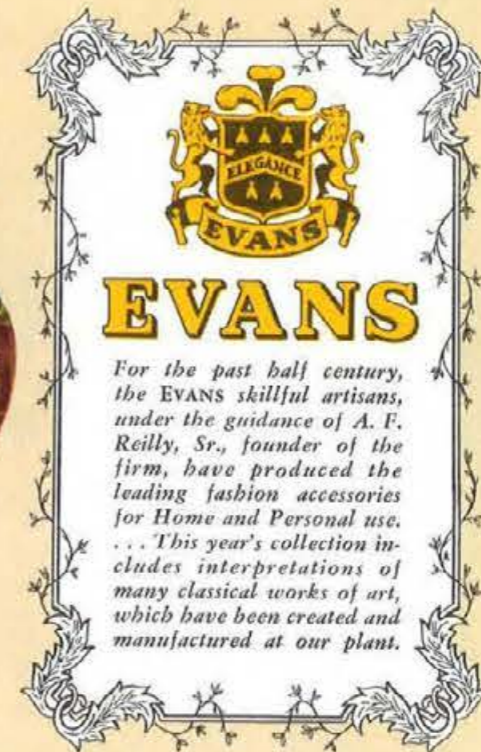 ELEGANCE
EVANS
EVANS
For the past half century,
the EVANS skillful artisans,
under the guidance of A. F.
Reilly, Sr., founder of the
firm, have produced the
leading fashion accessories
for Home and Personal use.
. . . This year's collection in-
cludes interpretations of
many classical works of art,
which have been created and
manufactured at our plant.